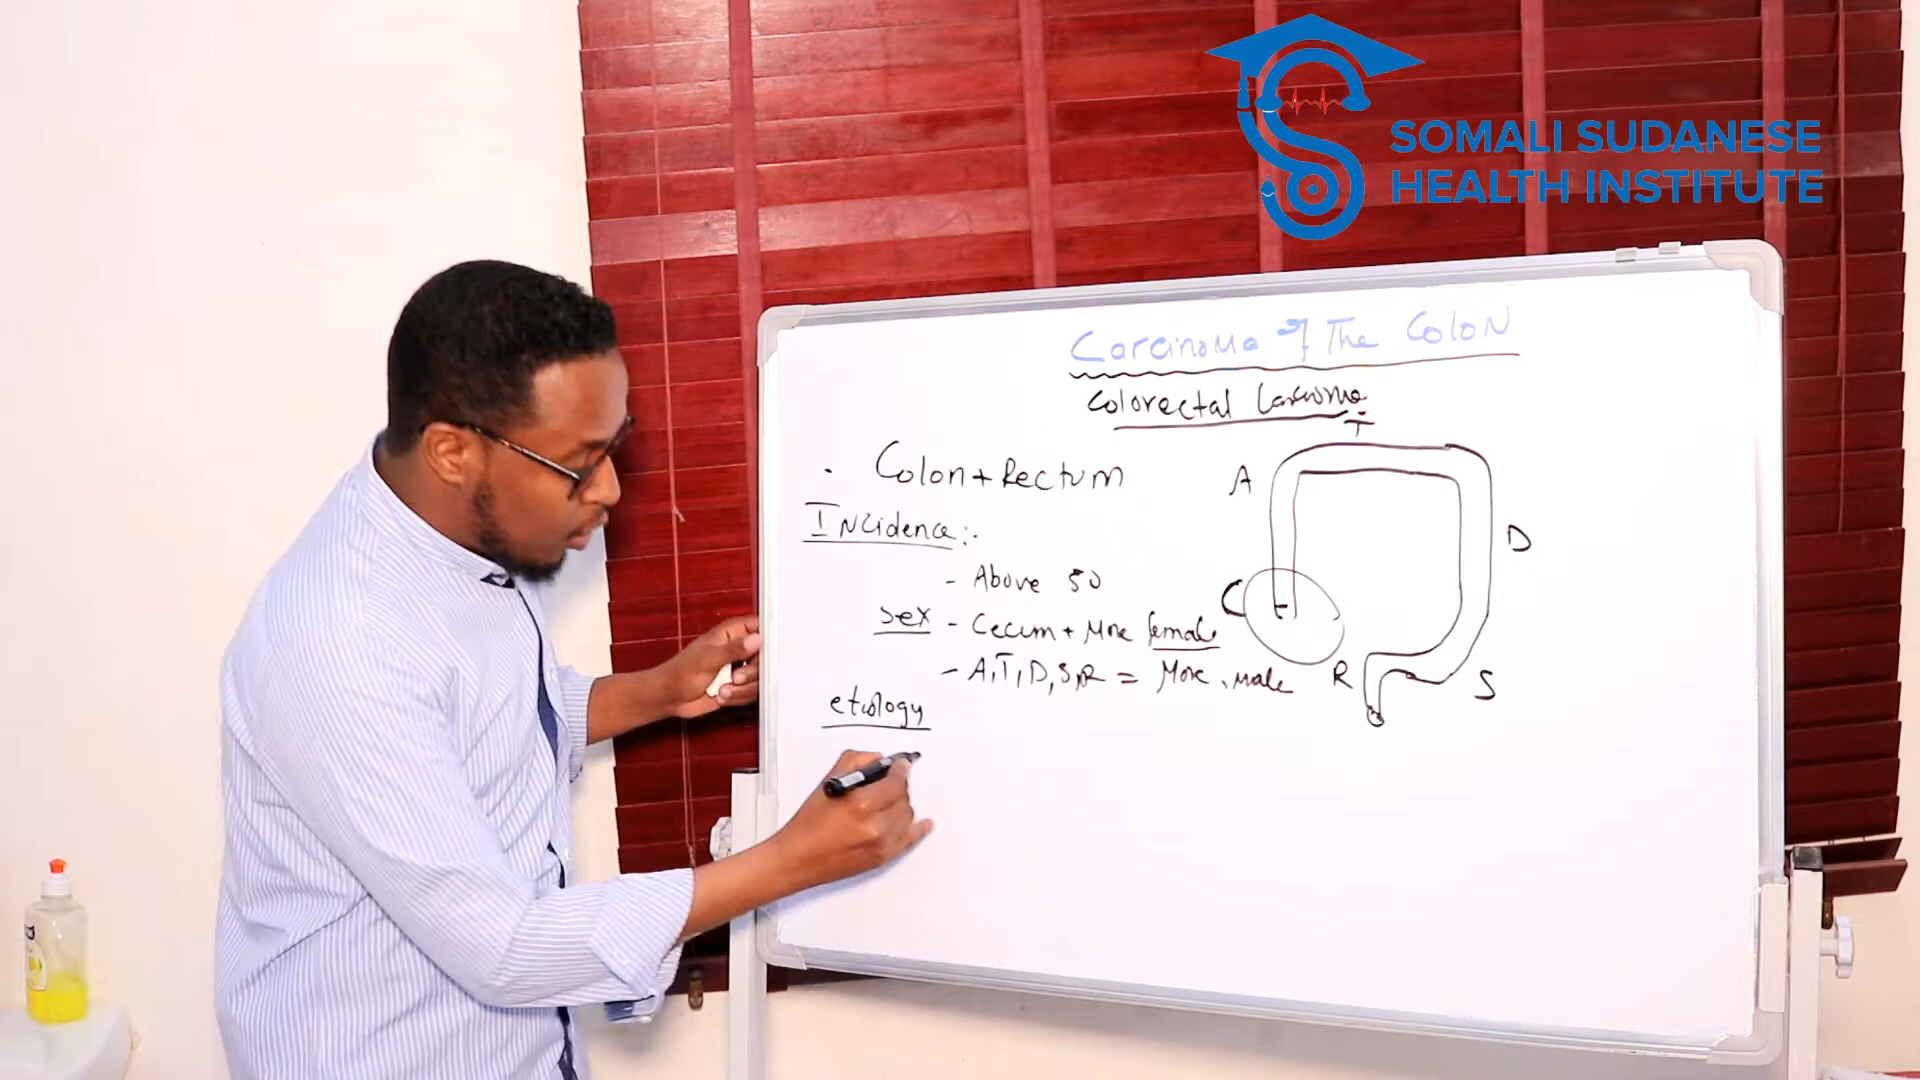 SOMALI SUDANESE
HEALTH INSTITUTE
Carcinoma of The Colon
Colorectal Carcinoma
T
• Colon + Rectum
A
Incidence:-
D
- Above 50
C
Sex - Cecum + More female
- A, T, D, S, R = More male
R
S
etiology